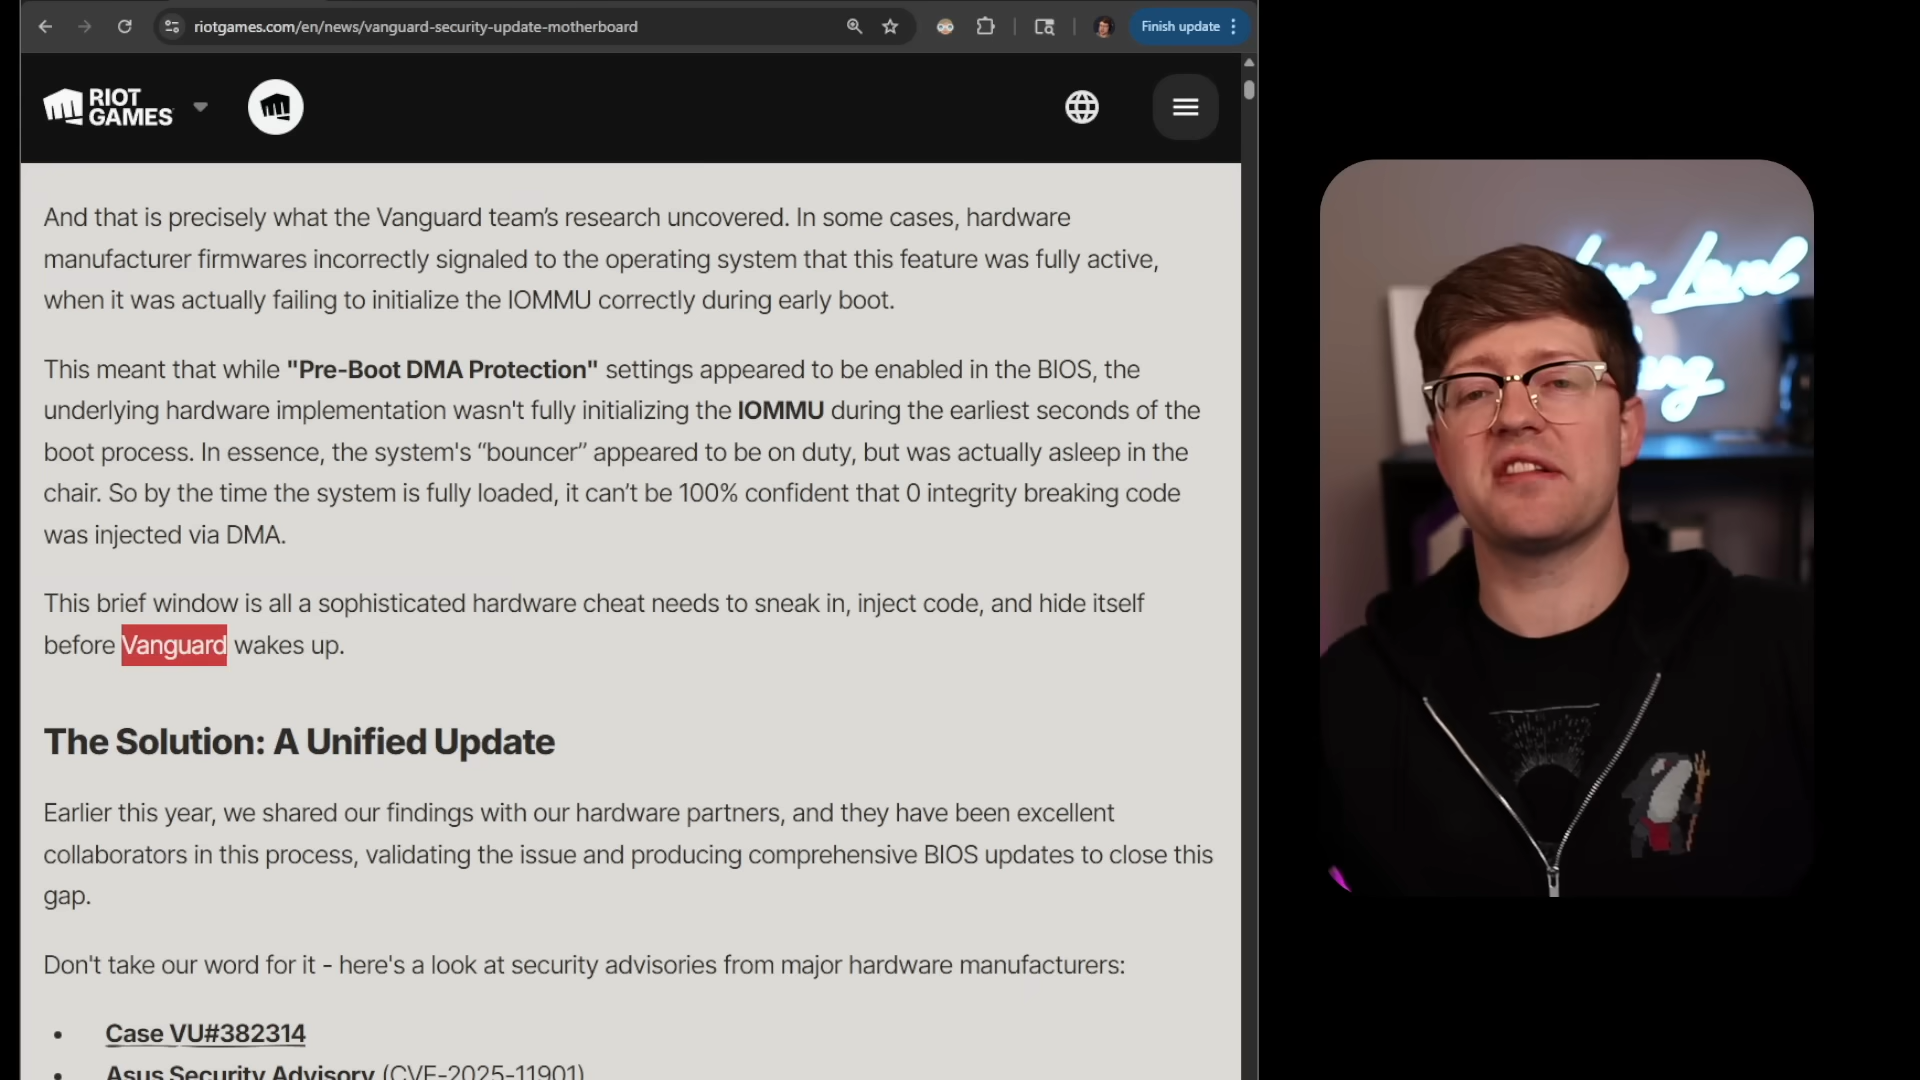 riotgames.com/en/news/vanguard-security-update-motherboard
Finish update
RIOT
GAMES
And that is precisely what the Vanguard team’s research uncovered. In some cases, hardware
manufacturer firmwares incorrectly signaled to the operating system that this feature was fully active,
when it was actually failing to initialize the IOMMU correctly during early boot.
This meant that while "Pre-Boot DMA Protection" settings appeared to be enabled in the BIOS, the
underlying hardware implementation wasn't fully initializing the IOMMU during the earliest seconds of the
boot process. In essence, the system's “bouncer” appeared to be on duty, but was actually asleep in the
chair. So by the time the system is fully loaded, it can’t be 100% confident that 0 integrity breaking code
was injected via DMA.
This brief window is all a sophisticated hardware cheat needs to sneak in, inject code, and hide itself
before Vanguard wakes up.
The Solution: A Unified Update
Earlier this year, we shared our findings with our hardware partners, and they have been excellent
collaborators in this process, validating the issue and producing comprehensive BIOS updates to close this
gap.
Don't take our word for it - here's a look at security advisories from major hardware manufacturers:
• Case VU#382314
• Asus Security Advisory (CVE-2025-11901)
Level